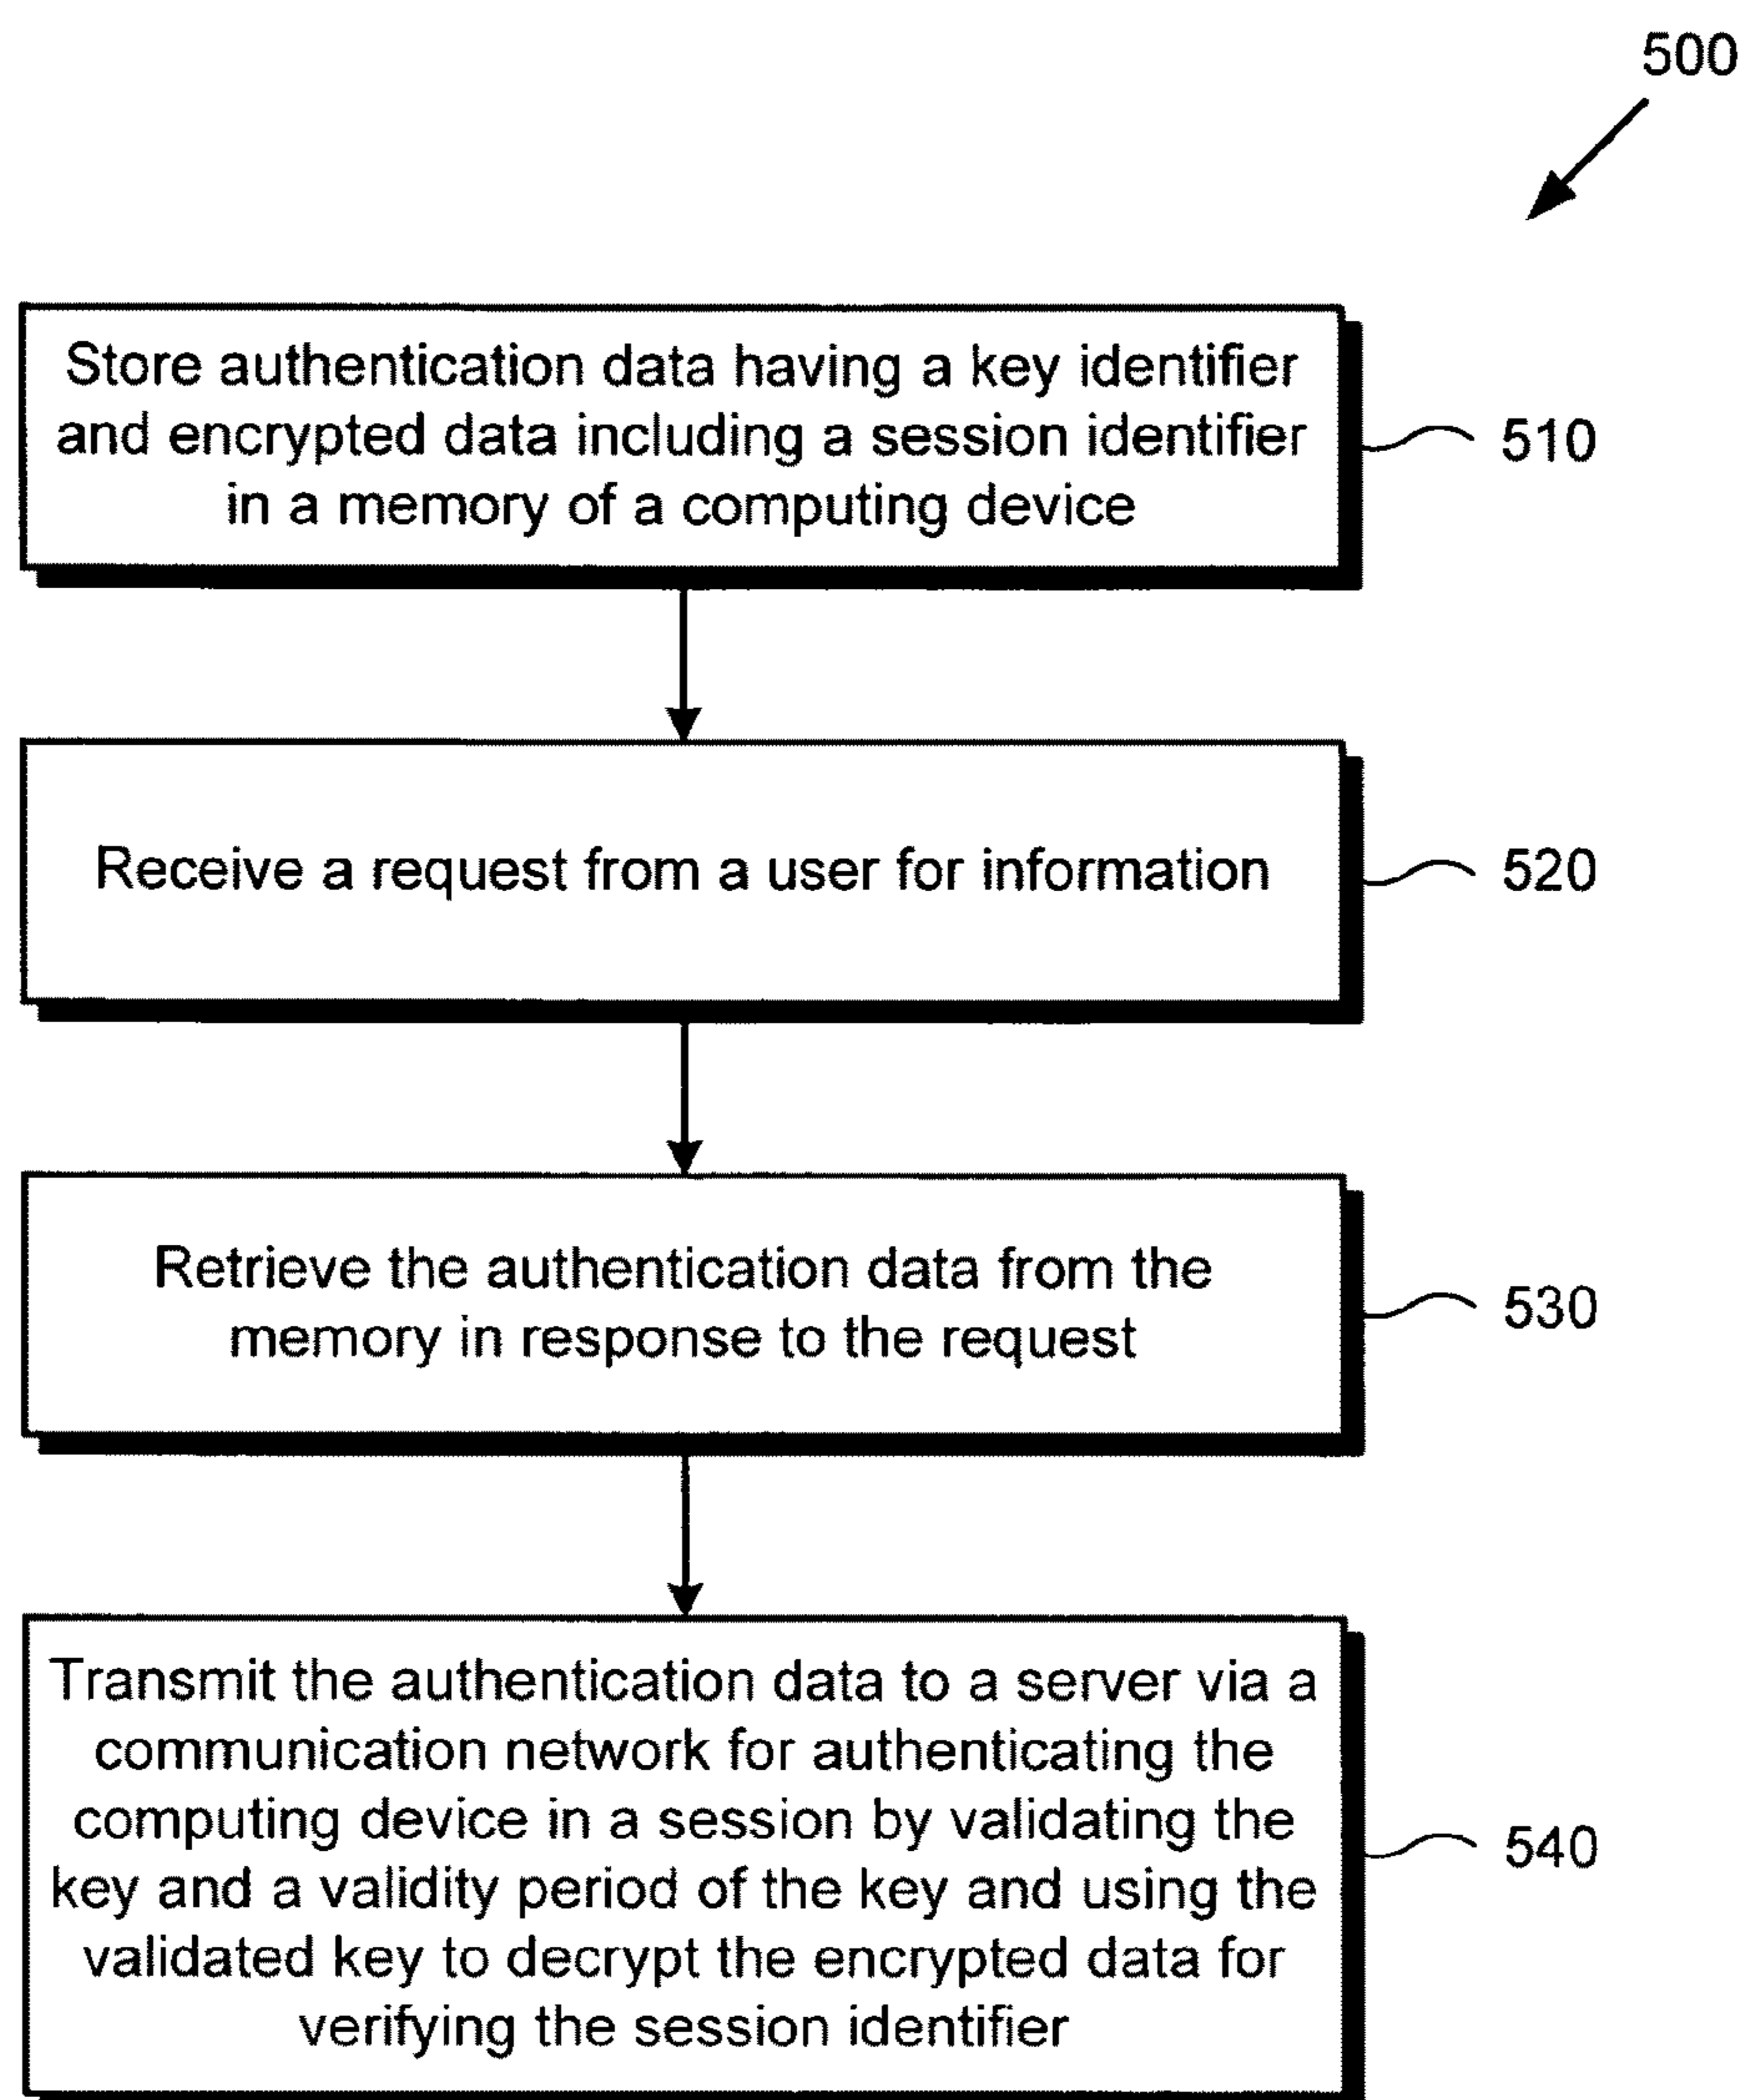 500
Store authentication data having a key identifier
and encrypted data including a session identifier
in a memory of a computing device
510
Receive a request from a user for information
520
Retrieve the authentication data from the
memory in response to the request
530
Transmit the authentication data to a server via a
communication network for authenticating the
computing device in a session by validating the
key and a validity period of the key and using the
validated key to decrypt the encrypted data for
verifying the session identifier
540